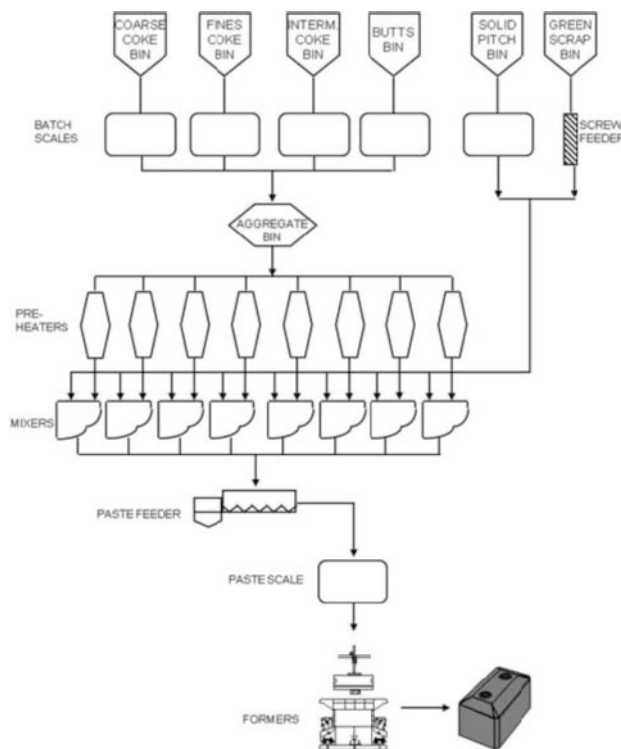 COARSE
COKE
BIN
FINES
COKE
BIN
INTERM.
COKE
BIN
BUTTS
BIN
SOLID
PITCH
BIN
GREEN
SCRAP
BIN
BATCH
SCALES
SCREW
FEEDER
AGGREGATE
BIN
PRE-
HEATERS
MIXERS
PASTE FEEDER
PASTE SCALE
FORMERS